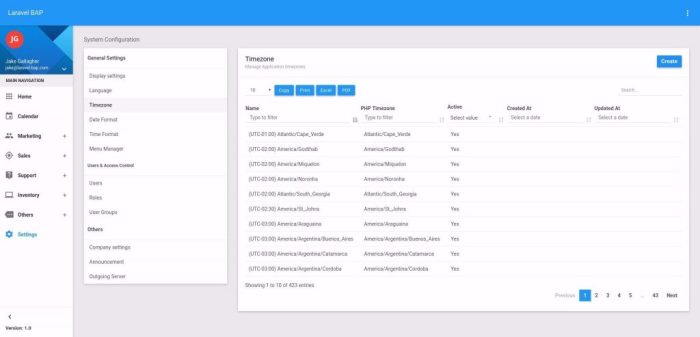 Laravel BAP
JG
Jake Gallagher
jake@laravel-bap.com
MAIN NAVIGATION
Home
Calendar
Marketing +
Sales +
Support +
Inventory +
Others +
Settings
Version: 1.0
System Configuration
General Settings
Display settings
Language
Timezone
Date Format
Time Format
Menu Manager
Users & Access Control
Users
Roles
User Groups
Others
Company settings
Announcement
Outgoing Server
Timezone
Manage Application timezones
Create
10 Copy Print Excel PDF Search...
Name PHP Timezone Active Created At Updated At
Type to filter Type to filter Select value Select a date Select a date
(UTC-01:00) Atlantic/Cape_Verde Atlantic/Cape_Verde Yes
(UTC-02:00) America/Godthab America/Godthab Yes
(UTC-02:00) America/Miquelon America/Miquelon Yes
(UTC-02:00) America/Noronha America/Noronha Yes
(UTC-02:00) Atlantic/South_Georgia Atlantic/South_Georgia Yes
(UTC-02:30) America/St_Johns America/St_Johns Yes
(UTC-03:00) America/Araguaina America/Araguaina Yes
(UTC-03:00) America/Argentina/Buenos_Aires America/Argentina/Buenos_Aires Yes
(UTC-03:00) America/Argentina/Catamarca America/Argentina/Catamarca Yes
(UTC-03:00) America/Argentina/Cordoba America/Argentina/Cordoba Yes
Showing 1 to 10 of 423 entries
Previous 1 2 3 4 5 ... 43 Next